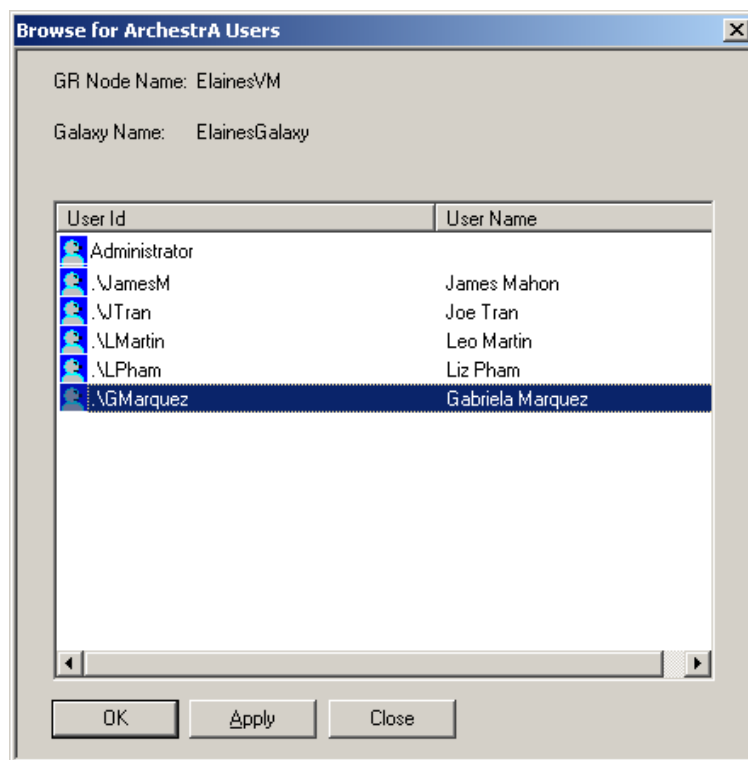 Browse for ArchestrA Users
GR Node Name: ElainesVM
Galaxy Name: ElainesGalaxy
User Id User Name
Administrator
.\JamesM James Mahon
.\JTran Joe Tran
.\LMartin Leo Martin
.\LPham Liz Pham
.\GMarquez Gabriela Marquez
OK Apply Close